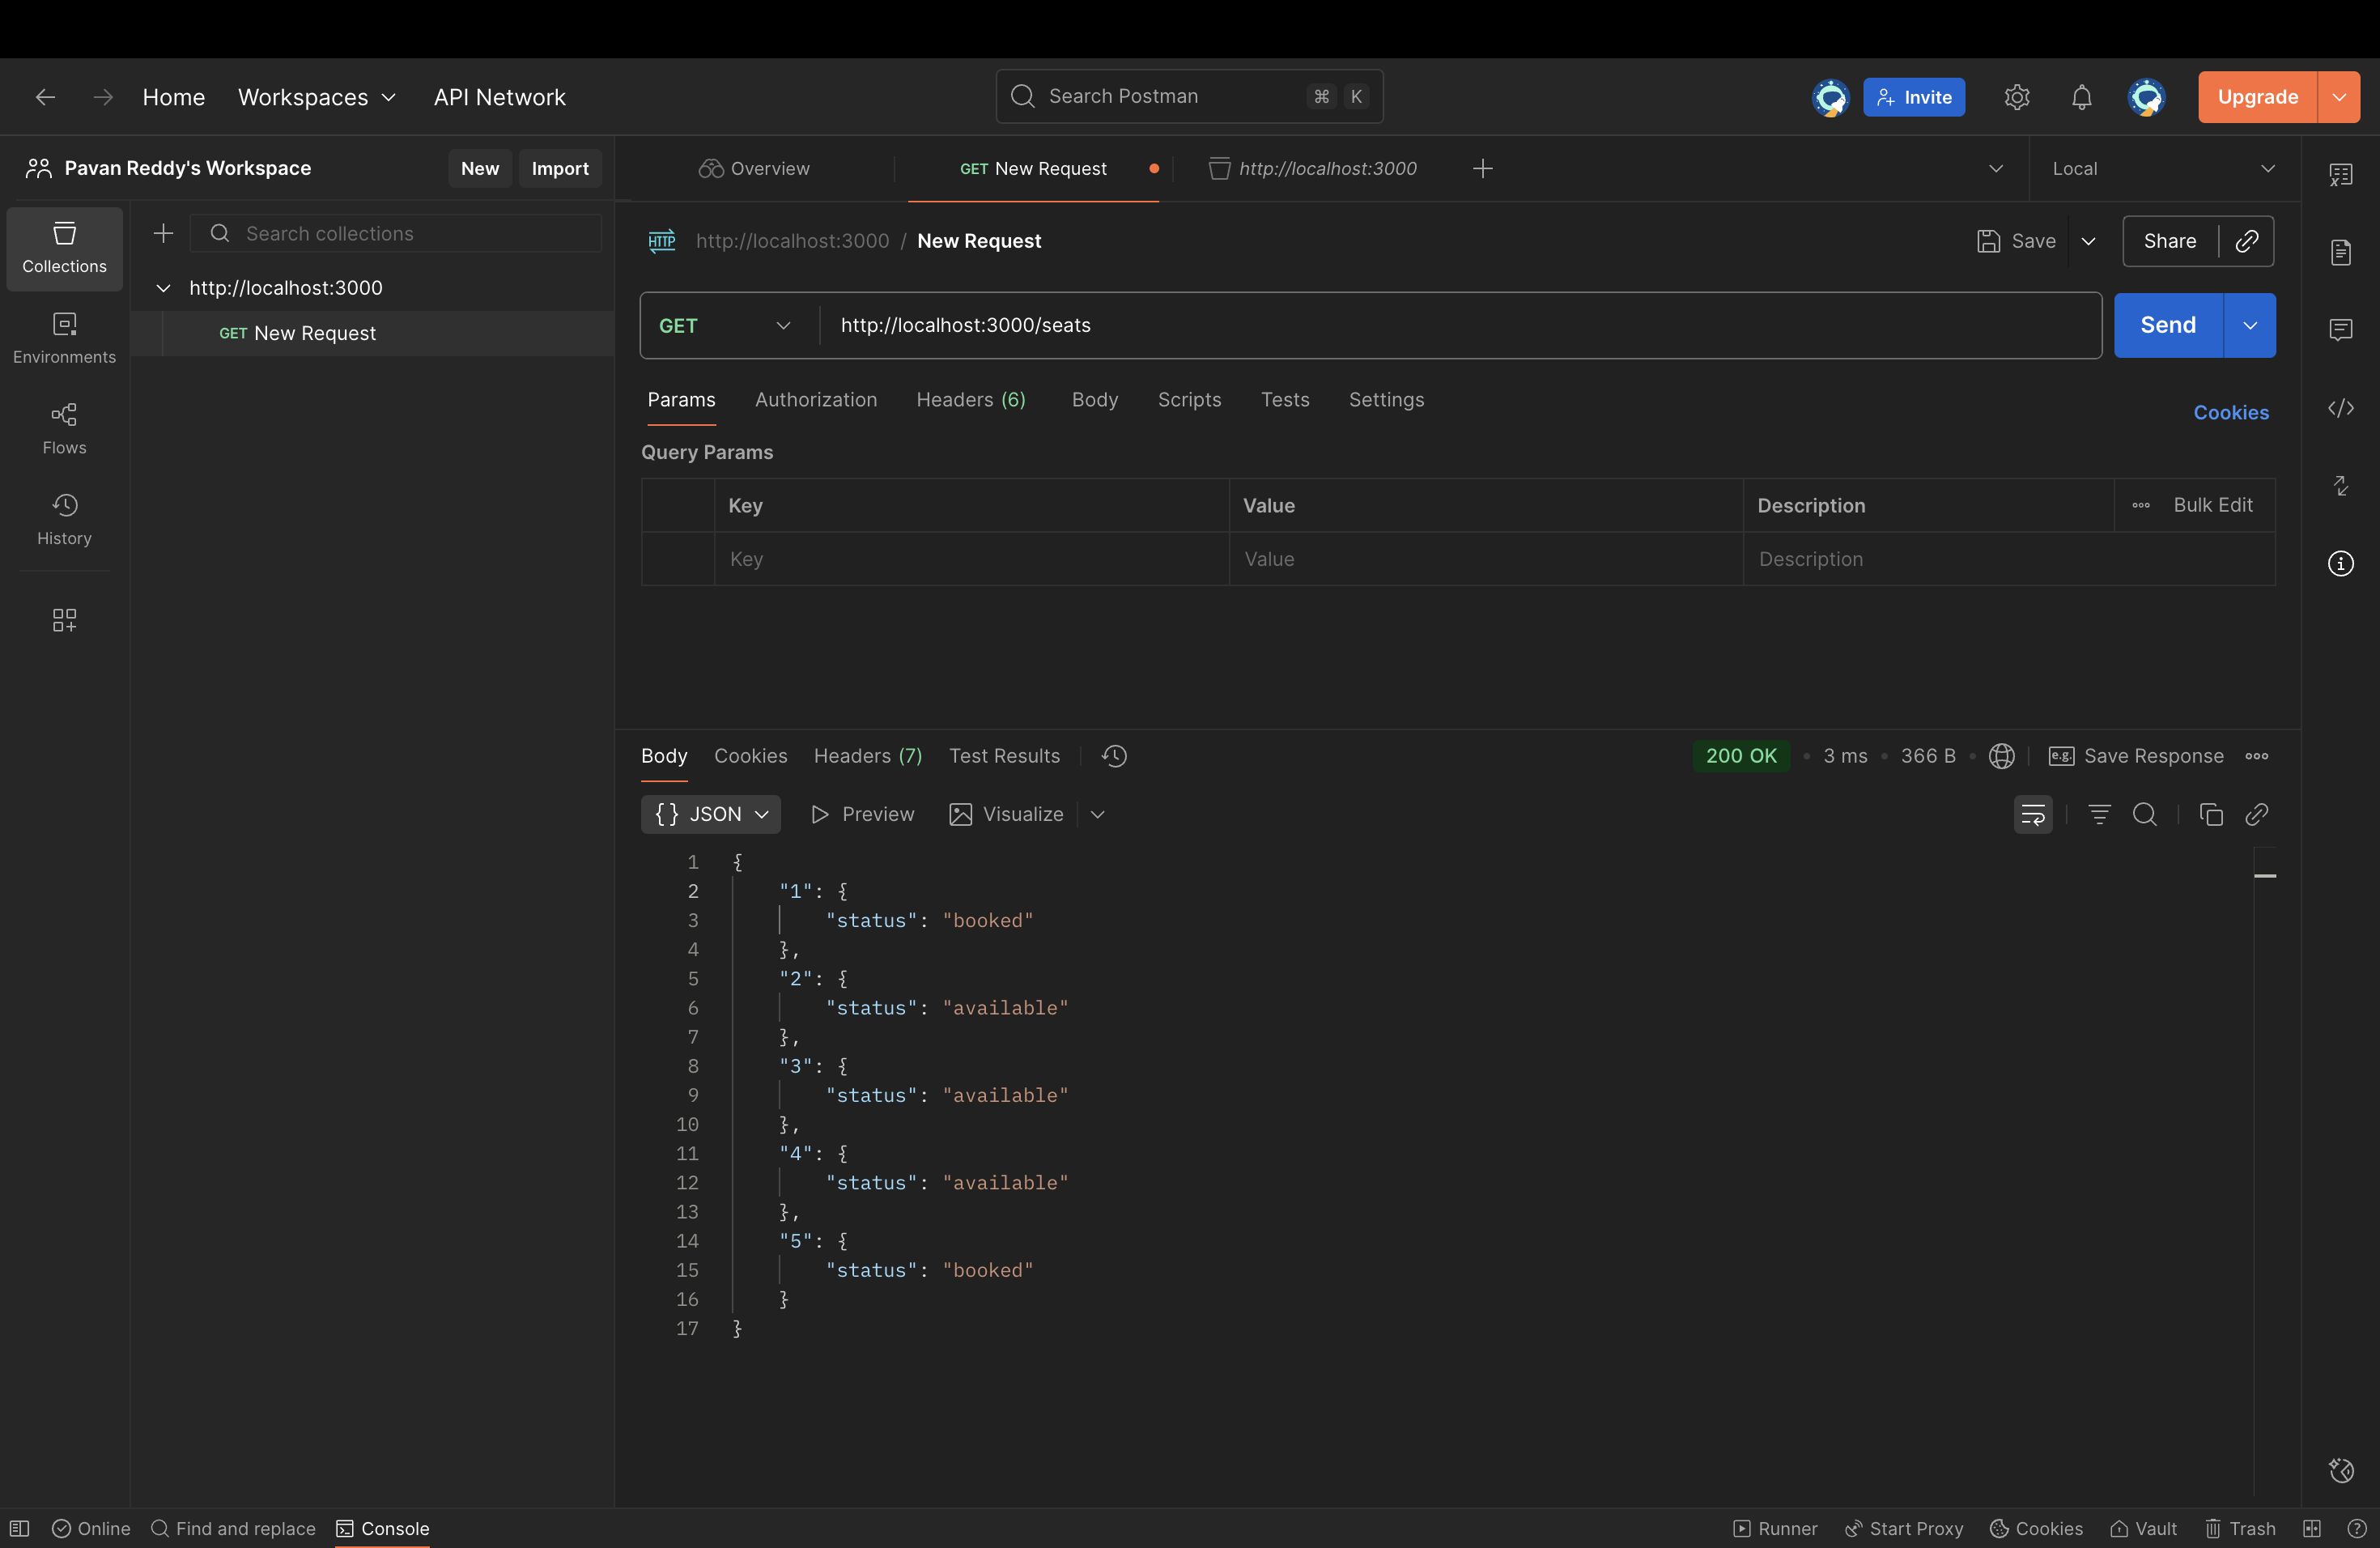 Home Workspaces API Network Search Postman ⌘ K Invite Upgrade
Pavan Reddy's Workspace New Import Overview GET New Request http://localhost:3000 Local
Collections
Environments
Flows
History
Search collections
http://localhost:3000
GET New Request
HTTP http://localhost:3000 / New Request Save Share
GET http://localhost:3000/seats Send
Params Authorization Headers (6) Body Scripts Tests Settings Cookies
Query Params
Key Value Description Bulk Edit
Key Value Description
Body Cookies Headers (7) Test Results 200 OK • 3 ms • 366 B • e.g. Save Response
{} JSON Preview Visualize
1 {
2 "1": {
3 "status": "booked"
4 },
5 "2": {
6 "status": "available"
7 },
8 "3": {
9 "status": "available"
10 },
11 "4": {
12 "status": "available"
13 },
14 "5": {
15 "status": "booked"
16 }
17 }
Online Find and replace Console Runner Start Proxy Cookies Vault Trash